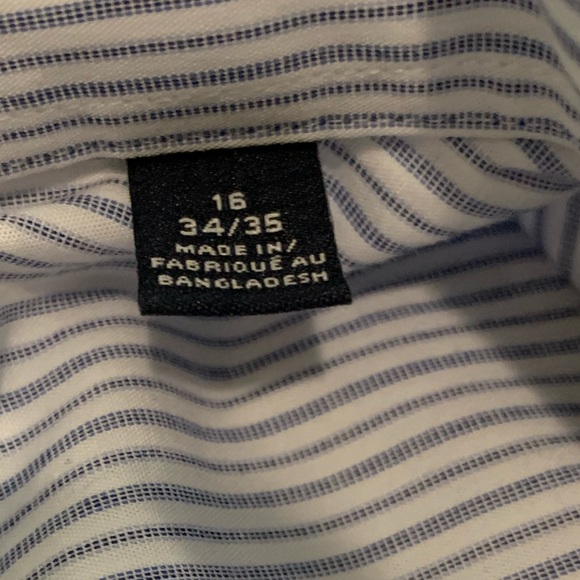 16
34/35
MADE IN/
FABRIQUÉ AU
BANGLADESH